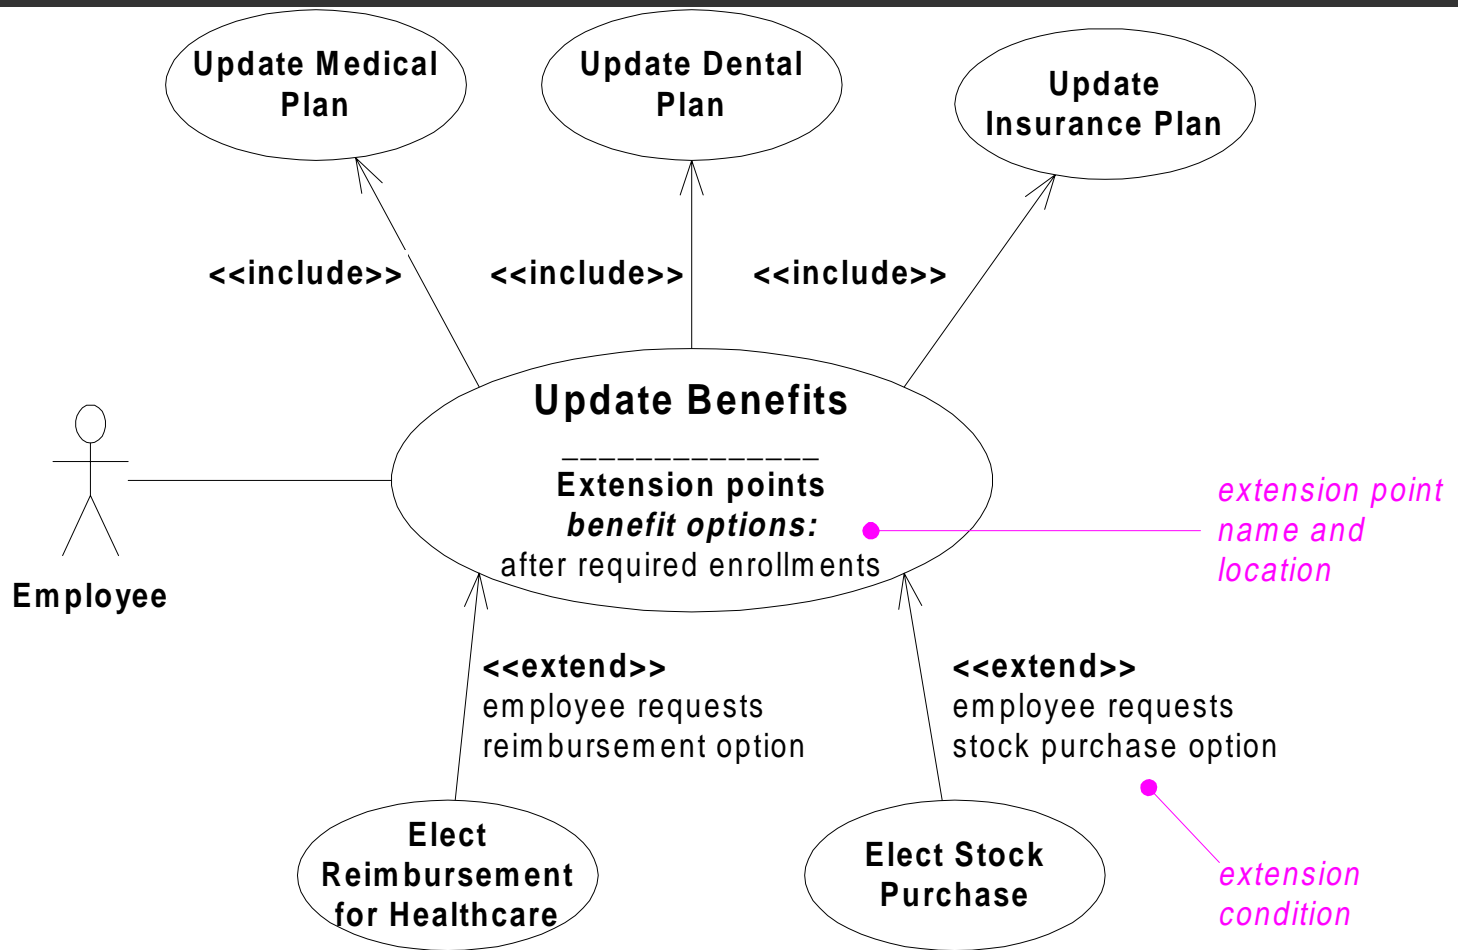 Update Medical
Plan
Update Dental
Plan
Update
Insurance Plan
<<include>>
<<include>>
<<include>>
Update Benefits
______________
Extension points
benefit options:
after required enrollments
extension point
name and
location
Employee
<<extend>>
employee requests
reimbursement option
<<extend>>
employee requests
stock purchase option
Elect
Reimbursement
for Healthcare
Elect Stock
Purchase
extension
condition